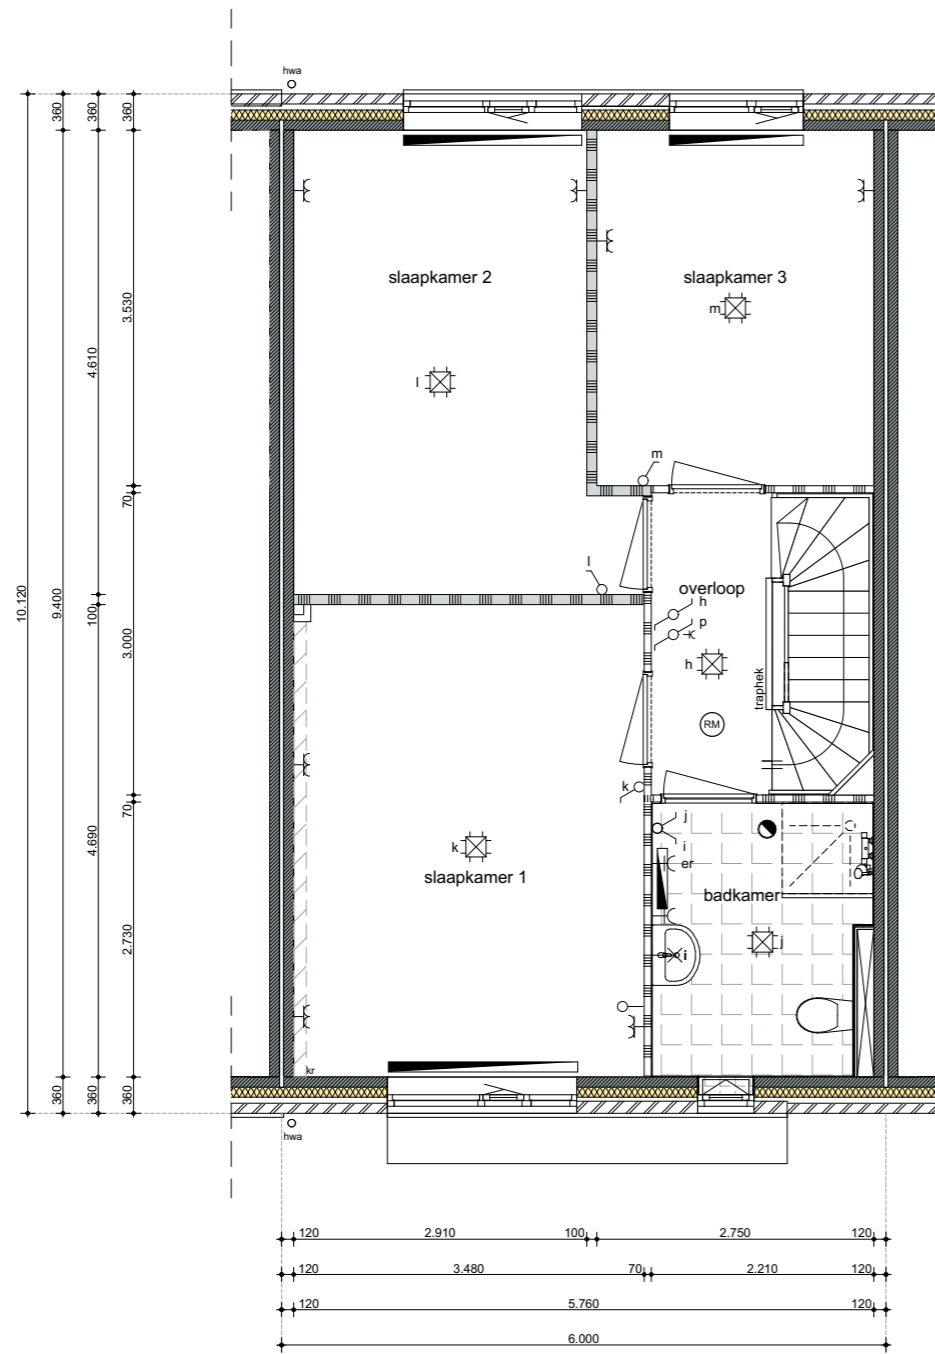 hwa
360
360
360
slaapkamer 2
slaapkamer 3
m
3.530
4.610
l
m
70
10.120
9.400
l
overloop
100
h
p
3.000
h
traphek
RM
k
70
j
i
k
er
4.690
slaapkamer 1
badkamer
2.730
j
i
kr
360
360
360
hwa
120
2.910
100
2.750
120
120
3.480
70
2.210
120
120
5.760
120
6.000